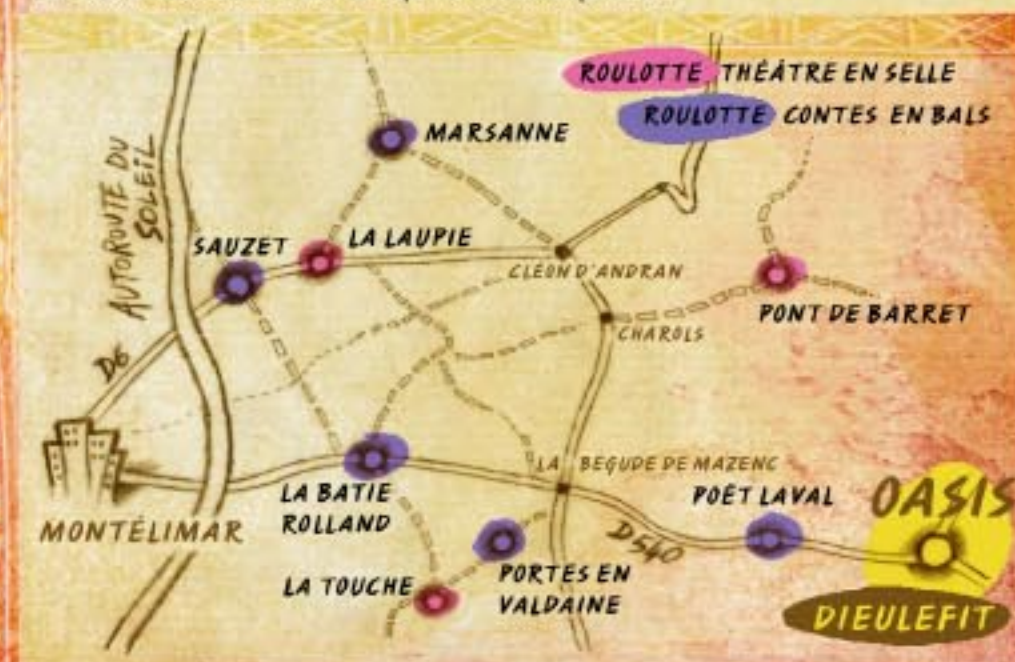 ROULOTTE THÉÂTRE EN SELLE
ROULOTTE CONTES EN BALS
MARSANNE
AUTOROUTE DU
SOLEIL
SAUZET
LA LAUPIE
CLÉON D'ANDRAN
PONT DE BARRET
CHAROLS
D6
LA BEGUDE DE MAZENC
LA BATIE
ROLLAND
POËT LAVAL
OASIS
MONTÉLIMAR
D540
LA TOUCHE
PORTES EN
VALDAINE
DIEULEFIT